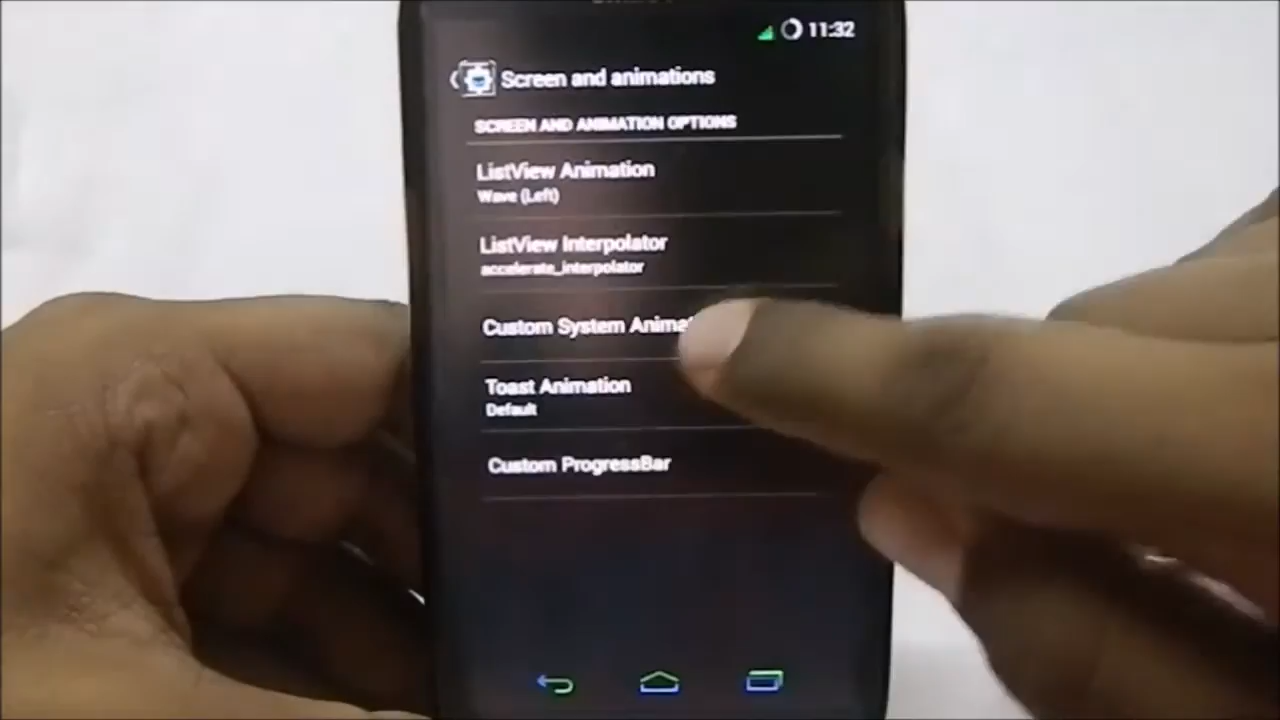 11:32
Screen and animations
SCREEN AND ANIMATION OPTIONS
ListView Animation
Wave (Left)
ListView Interpolator
accelerate_interpolator
Custom System Animat
Toast Animation
Default
Custom ProgressBar